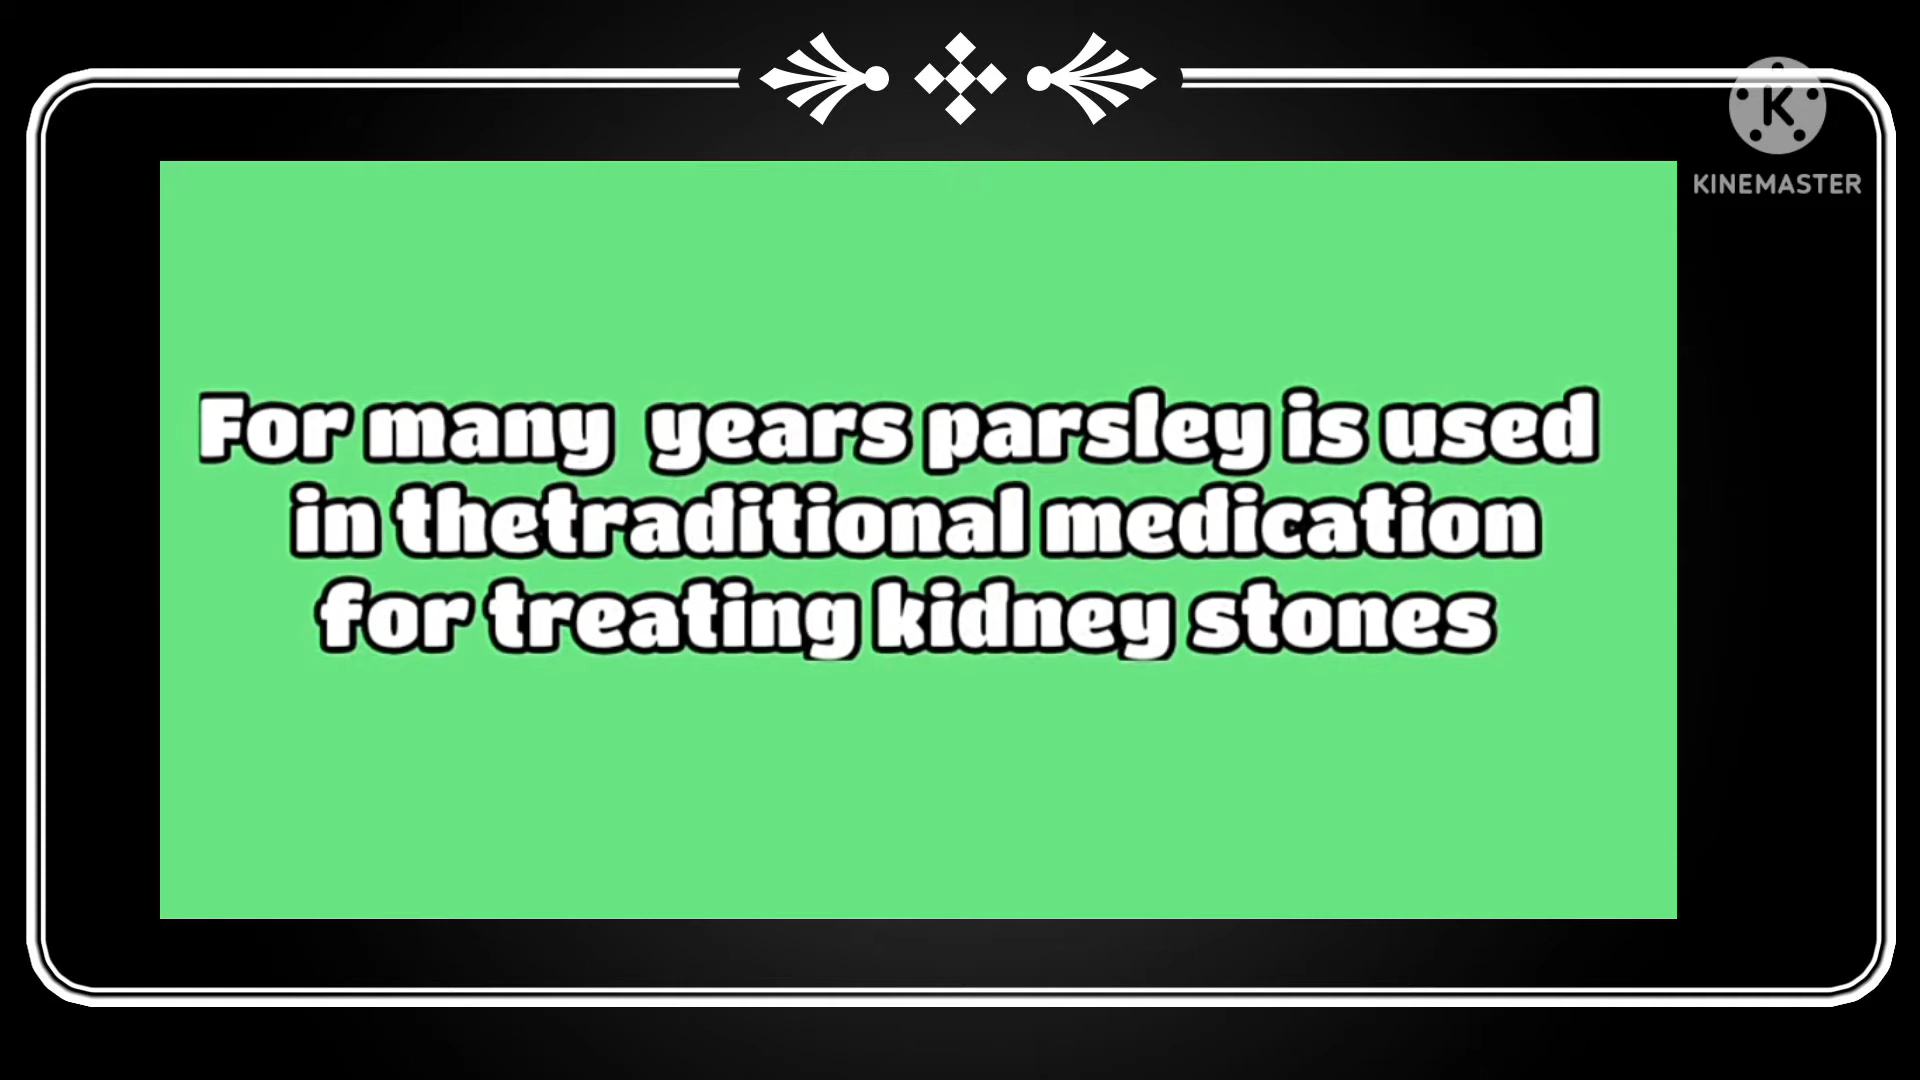 K
KINEMASTER
For many  years parsley is used
in thetraditional medication
for treating kidney stones